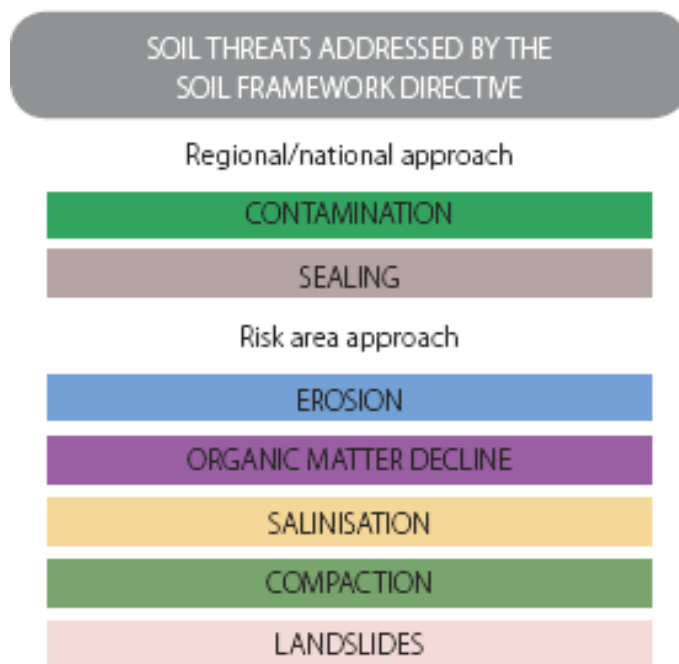 SOIL THREATS ADDRESSED BY THE
SOIL FRAMEWORK DIRECTIVE
Regional/national approach
CONTAMINATION
SEALING
Risk area approach
EROSION
ORGANIC MATTER DECLINE
SALINISATION
COMPACTION
LANDSLIDES